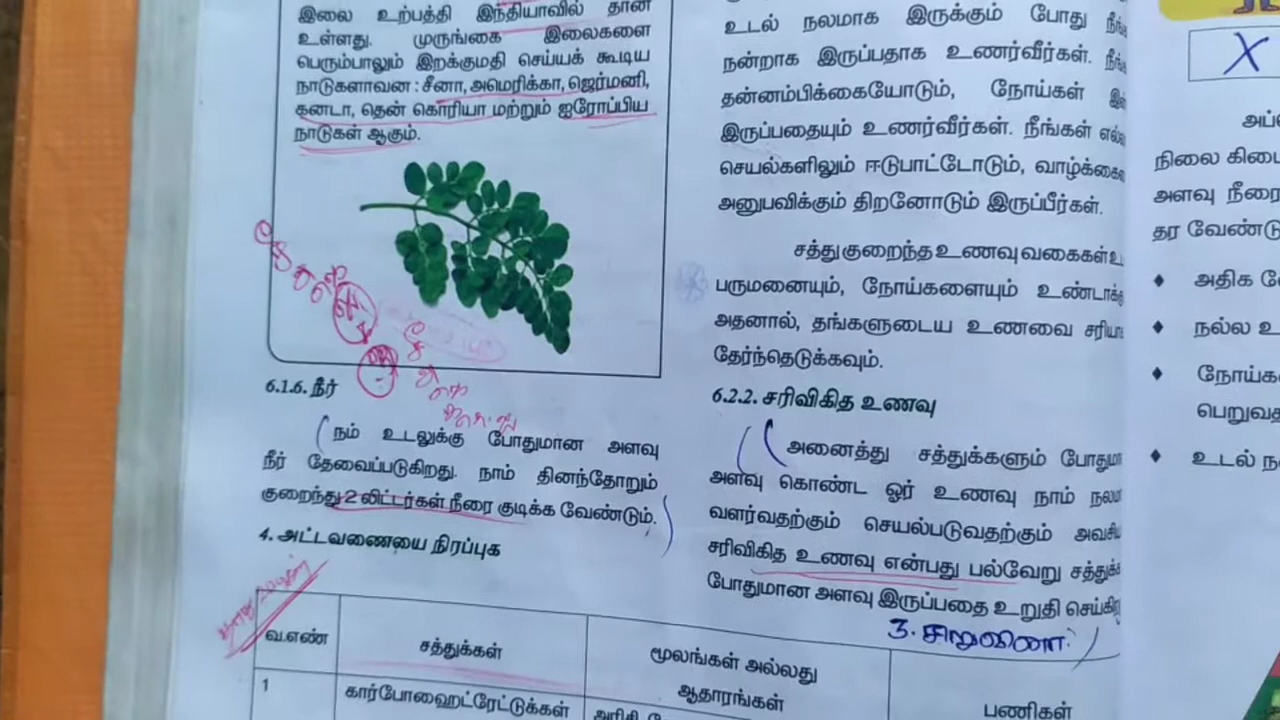 இலை உற்பத்தி இந்தியாவில் தான்
உள்ளது. முருங்கை இலைகளை
பெரும்பாலும் இறக்குமதி செய்யக் கூடிய
நாடுகளாவன : சீனா, அமெரிக்கா, ஜெர்மனி,
கனடா, தென் கொரியா மற்றும் ஐரோப்பிய
நாடுகள் ஆகும்.
6.1.6. நீர்
நம் உடலுக்கு போதுமான அளவு
நீர் தேவைப்படுகிறது. நாம் தினந்தோறும்
குறைந்து 2 லிட்டர்கள் நீரை குடிக்க வேண்டும்.
4. அட்டவணையை நிரப்புக
வ.எண்
சத்துக்கள்
மூலங்கள் அல்லது
ஆதாரங்கள்
பணிகள்
1
கார்போஹைட்ரேட்டுக்கள்
அரிசி
உடல் நலமாக இருக்கும் போது
நன்றாக இருப்பதாக உணர்வீர்கள்.
தன்னம்பிக்கையோடும், நோய்கள்
இருப்பதையும் உணர்வீர்கள். நீங்கள்
செயல்களிலும் ஈடுபாட்டோடும்,
அனுபவிக்கும் திறனோடும் இருப்பீர்கள்.
சத்து குறைந்த உணவு வகைகள்
பருமனையும், நோய்களையும்
அதனால், தங்களுடைய உணவை
தேர்ந்தெடுக்கவும்.
6.2.2. சரிவிகித உணவு
அனைத்து சத்துக்களும்
அளவு கொண்ட ஓர் உணவு நாம்
வளர்வதற்கும் செயல்படுவதற்கும்
சரிவிகித உணவு என்பது பல்வேறு
போதுமான அளவு இருப்பதை உறுதி
3. சிறுவினா.
X
நிலை
அளவு நீரை
தர
♦ அதிக
♦ நல்ல
♦
♦ உடல்